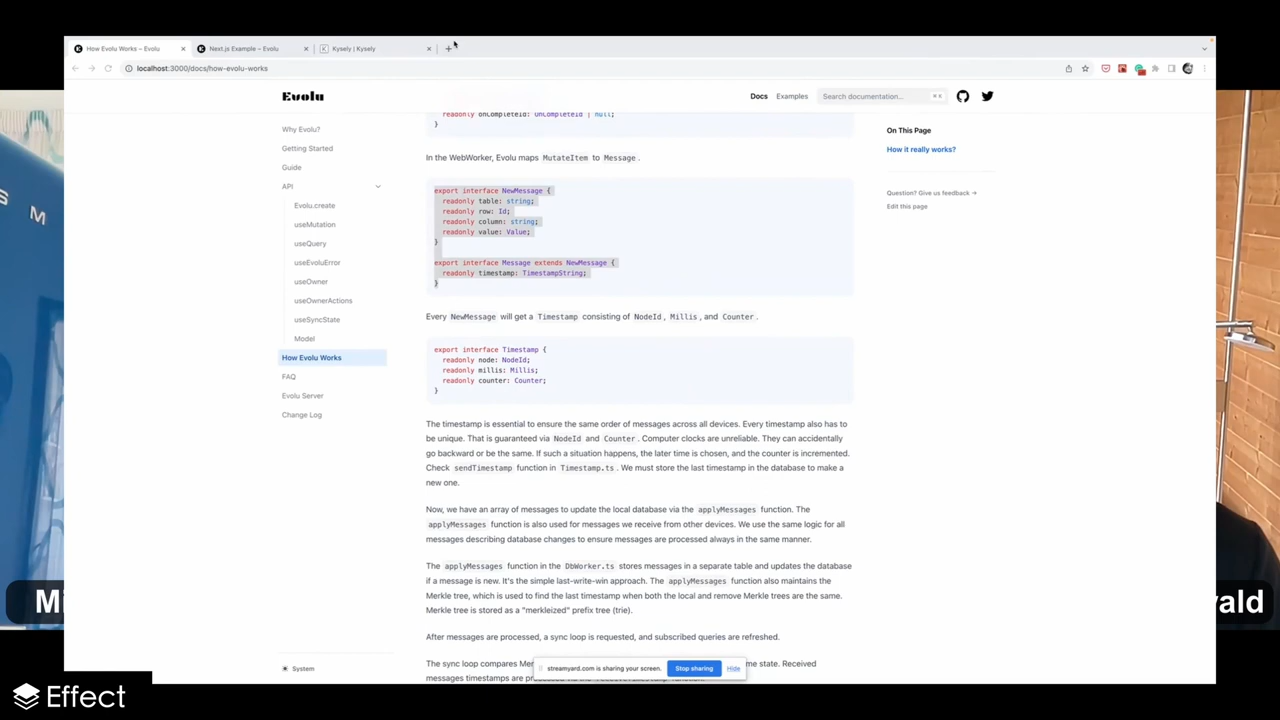 How Evolu Works – Evolu
Next.js Example – Evolu
Kysely | Kysely
localhost:3000/docs/how-evolu-works
Evolu
Docs
Examples
Search documentation...
⌘ K
Why Evolu?
Getting Started
Guide
API
Evolu.create
useMutation
useQuery
useEvoluError
useOwner
useOwnerActions
useSyncState
Model
How Evolu Works
FAQ
Evolu Server
Change Log
System
readonly onCompleteId: OnCompleteId | null;
}
In the WebWorker, Evolu maps MutateItem to Message.
export interface NewMessage {
readonly table: string;
readonly row: Id;
readonly column: string;
readonly value: Value;
}
export interface Message extends NewMessage {
readonly timestamp: TimestampString;
}
Every NewMessage will get a Timestamp consisting of NodeId, Millis, and Counter.
export interface Timestamp {
readonly node: NodeId;
readonly millis: Millis;
readonly counter: Counter;
}
The timestamp is essential to ensure the same order of messages across all devices. Every timestamp also has to
be unique. That is guaranteed via NodeId and Counter. Computer clocks are unreliable. They can accidentally
go backward or be the same. If such a situation happens, the later time is chosen, and the counter is incremented.
Check sendTimestamp function in Timestamp.ts. We must store the last timestamp in the database to make a
new one.
Now, we have an array of messages to update the local database via the applyMessages function. The
applyMessages function is also used for messages we receive from other devices. We use the same logic for all
messages describing database changes to ensure messages are processed always in the same manner.
The applyMessages function in the DbWorker.ts stores messages in a separate table and updates the database
if a message is new. It's the simple last-write-win approach. The applyMessages function also maintains the
Merkle tree, which is used to find the last timestamp when both the local and remove Merkle trees are the same.
Merkle tree is stored as a "merkleized" prefix tree (trie).
After messages are processed, a sync loop is requested, and subscribed queries are refreshed.
The sync loop compares Mer
me state. Received
messages timestamps are
On This Page
How it really works?
Question? Give us feedback →
Edit this page
streamyard.com is sharing your screen.
Stop sharing
Hide
S M
Mi
vald
Effect